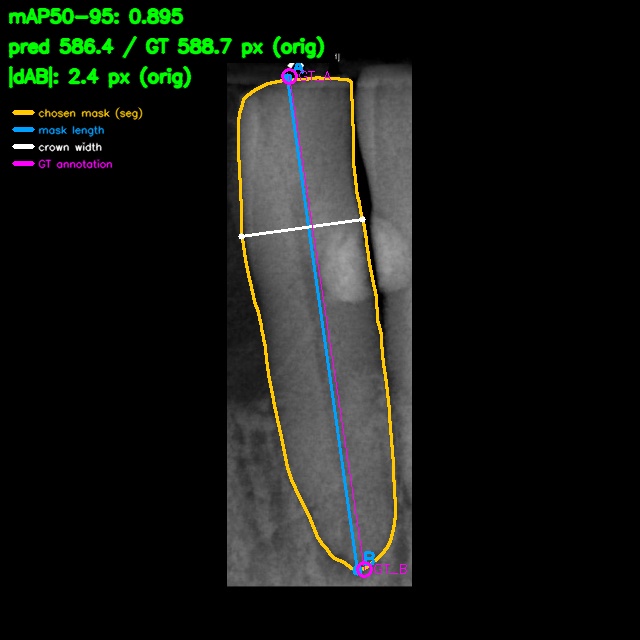 mAP50-95: 0.895
pred 586.4 / GT 588.7 px (orig)
|dAB|: 2.4 px (orig)
chosen mask (seg)
mask length
crown width
GT annotation
A
GT_A
B
GT_B